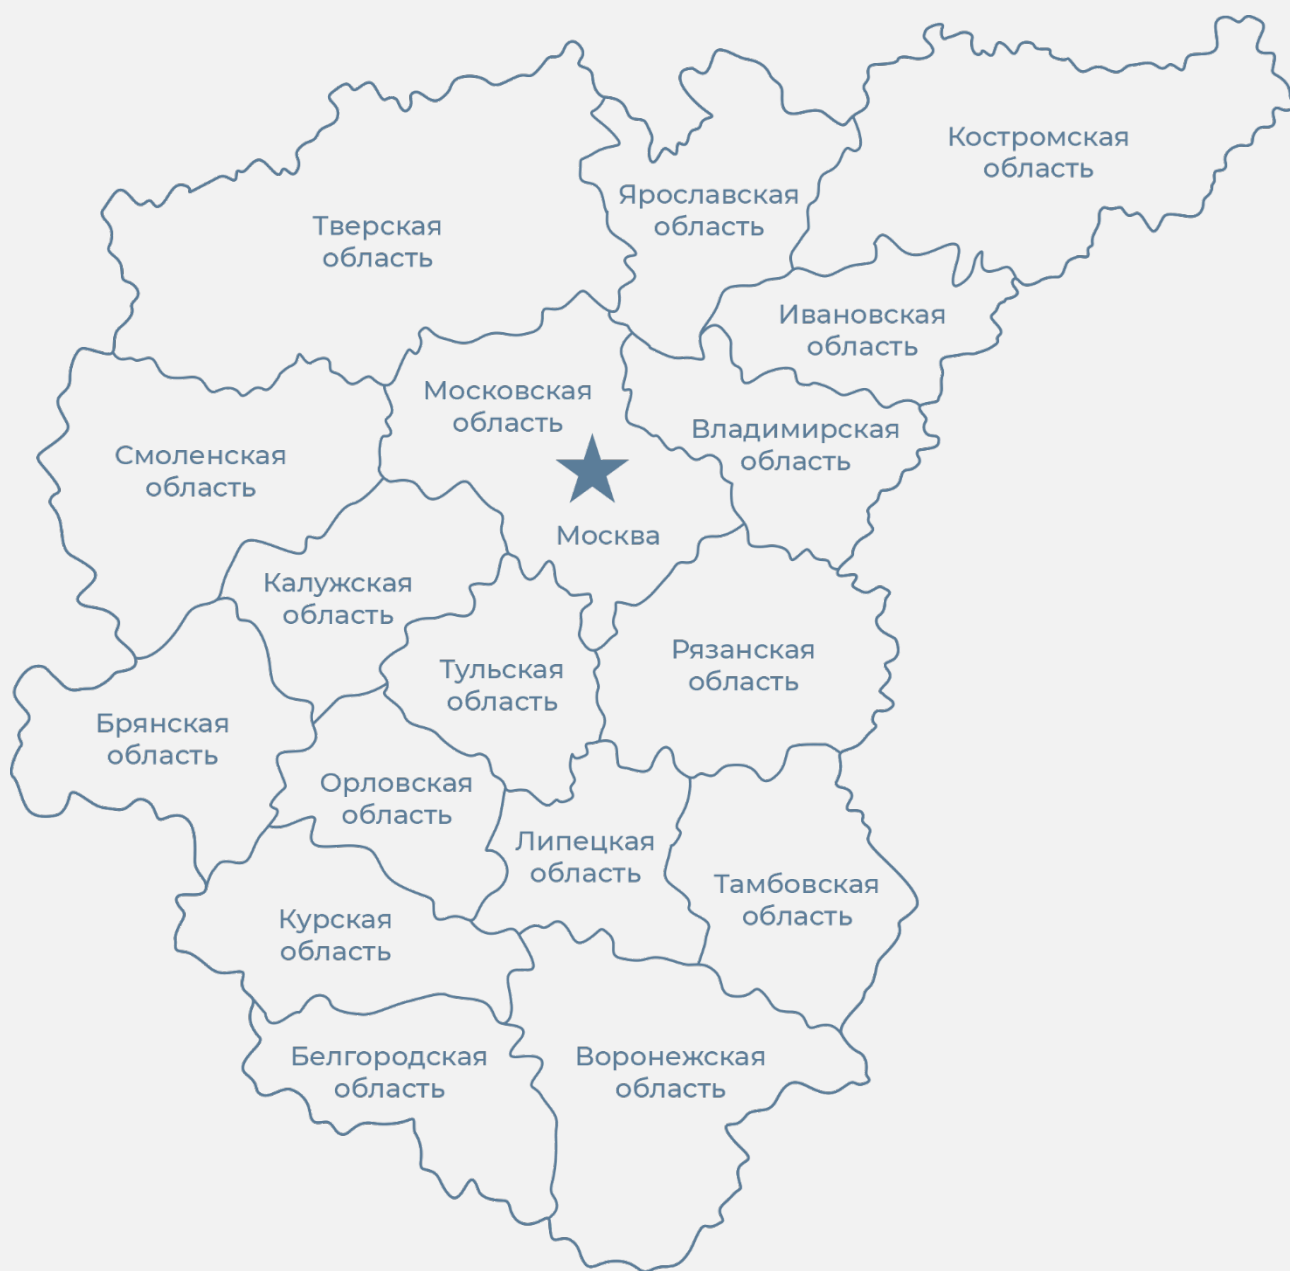 Костромская
область
Ярославская
область
Тверская
область
Ивановская
область
Московская
область
Владимирская
область
Смоленская
область
Москва
Калужская
область
Рязанская
область
Тульская
область
Брянская
область
Орловская
область
Липецкая
область
Тамбовская
область
Курская
область
Белгородская
область
Воронежская
область